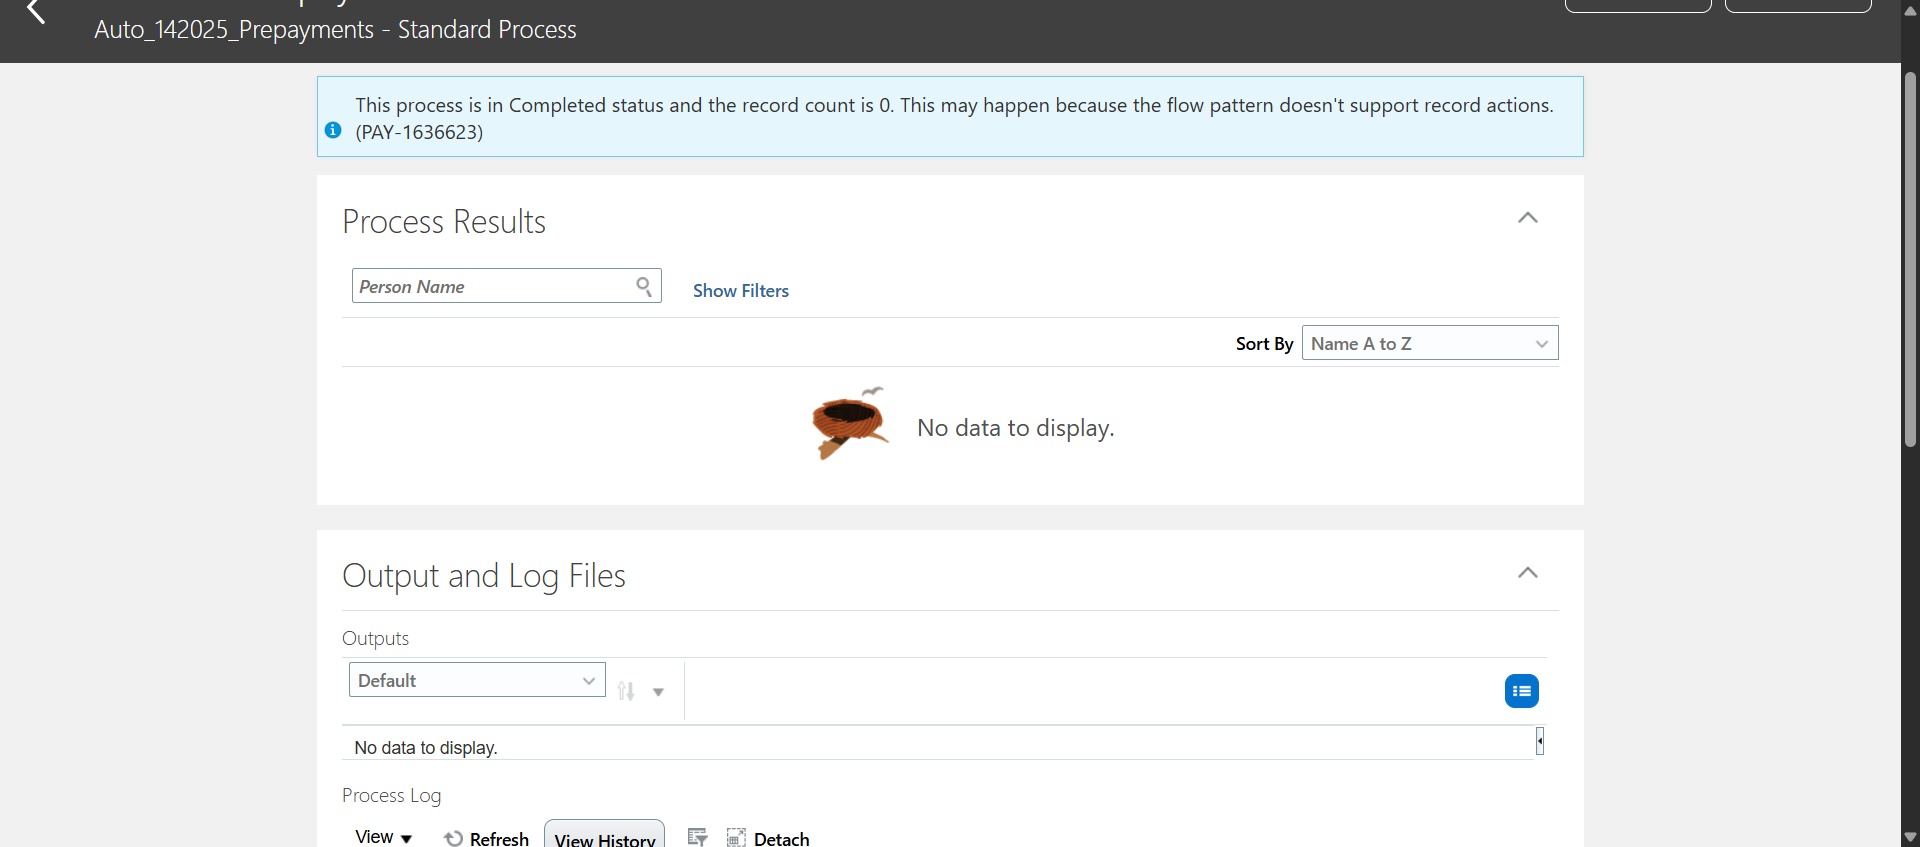 Auto_142025_Prepayments - Standard Process
This process is in Completed status and the record count is 0. This may happen because the flow pattern doesn't support record actions.
(PAY-1636623)
Process Results
Person Name
Show Filters
Sort By Name A to Z
No data to display.
Output and Log Files
Outputs
Default
No data to display.
Process Log
View Refresh View History Detach